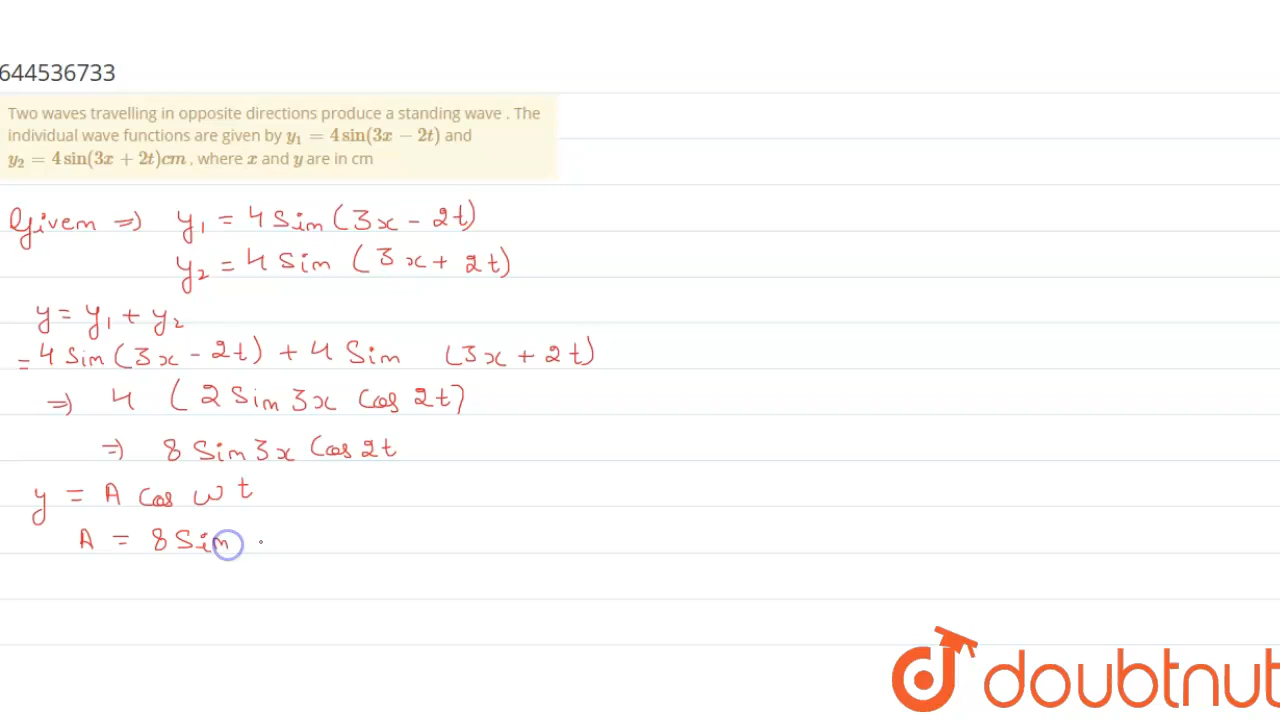 644536733
Two waves travelling in opposite directions produce a standing wave . The
individual wave functions are given by y₁ = 4 sin(3x − 2t) and
y₂ = 4 sin(3x + 2t)cm , where x and y are in cm
Given ⇒ y₁ = 4 Sin (3x − 2t)
y₂ = 4 Sin (3x + 2t)
y = y₁ + y₂
= 4 Sin (3x − 2t) + 4 Sin (3x + 2t)
⇒ 4 (2 Sin 3x Cos 2t)
⇒ 8 Sin 3x Cos 2t
y = A Cos ωt
A = 8 Sin
doubtnut